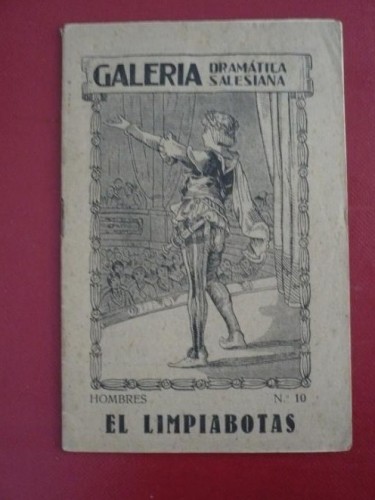 GALERIA DRAMÁTICA
SALESIANA
HOMBRES N.º 10
EL LIMPIABOTAS